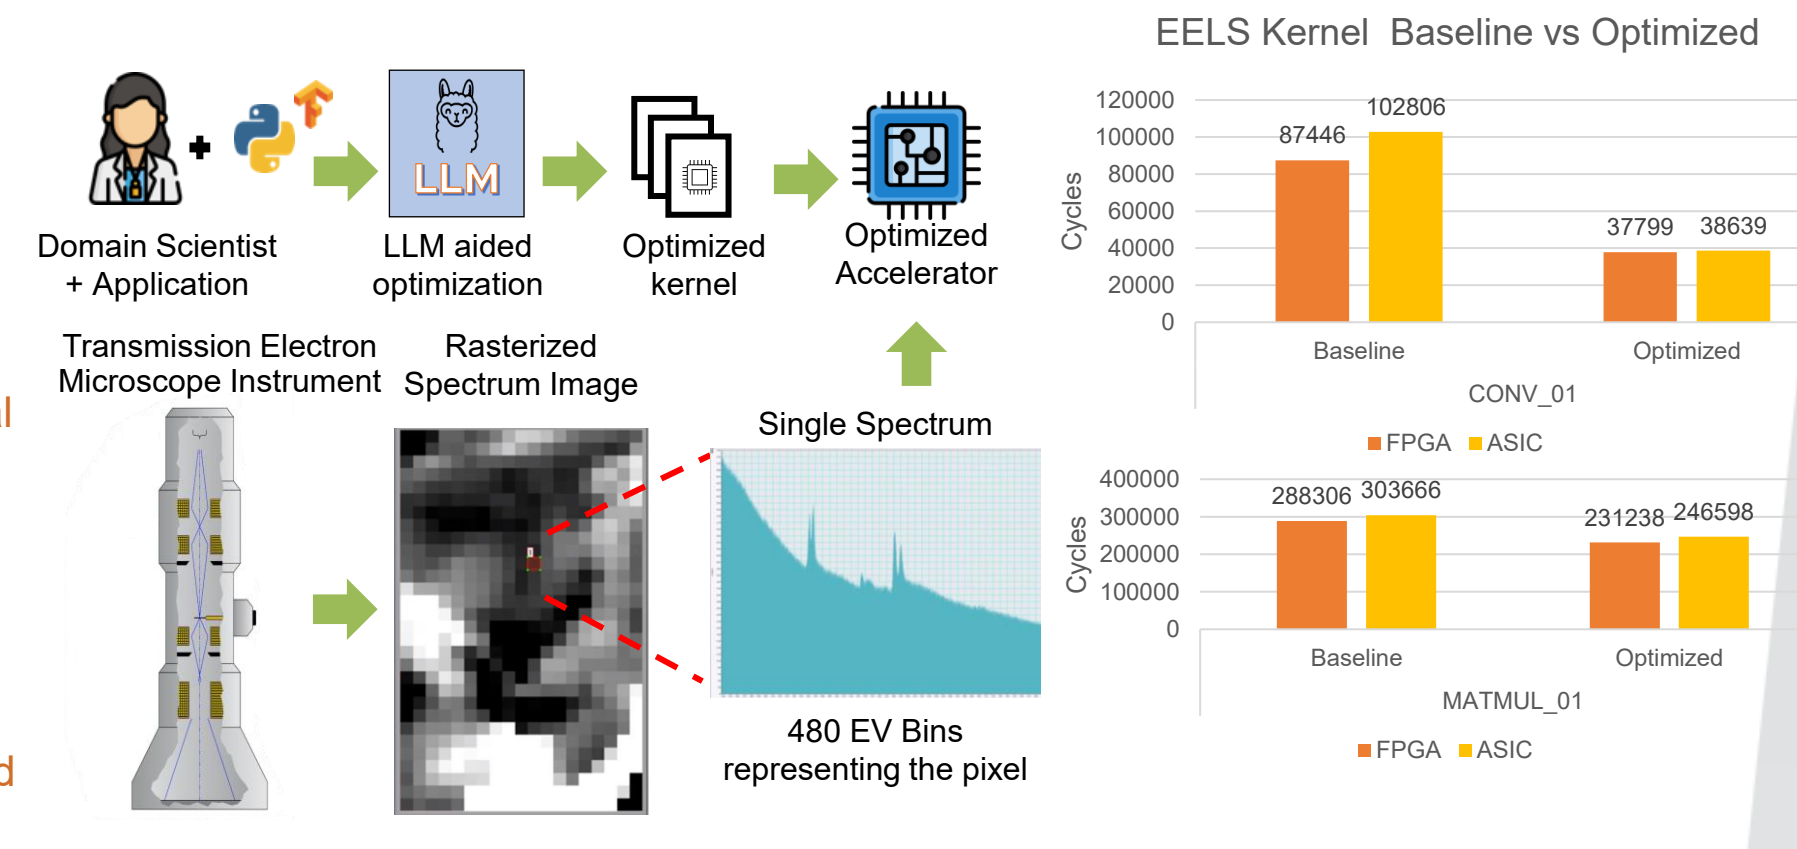 EELS Kernel  Baseline vs Optimized
LLM
Domain Scientist
+ Application
LLM aided
optimization
Optimized
kernel
Optimized
Accelerator
Transmission Electron
Microscope Instrument
Rasterized
Spectrum Image
Single Spectrum
480 EV Bins
representing the pixel
al
d
120000
100000
80000
60000
40000
20000
0
Cycles
87446
102806
37799
38639
Baseline
Optimized
CONV_01
FPGA
ASIC
400000
300000
200000
100000
0
Cycles
288306
303666
231238
246598
Baseline
Optimized
MATMUL_01
FPGA
ASIC